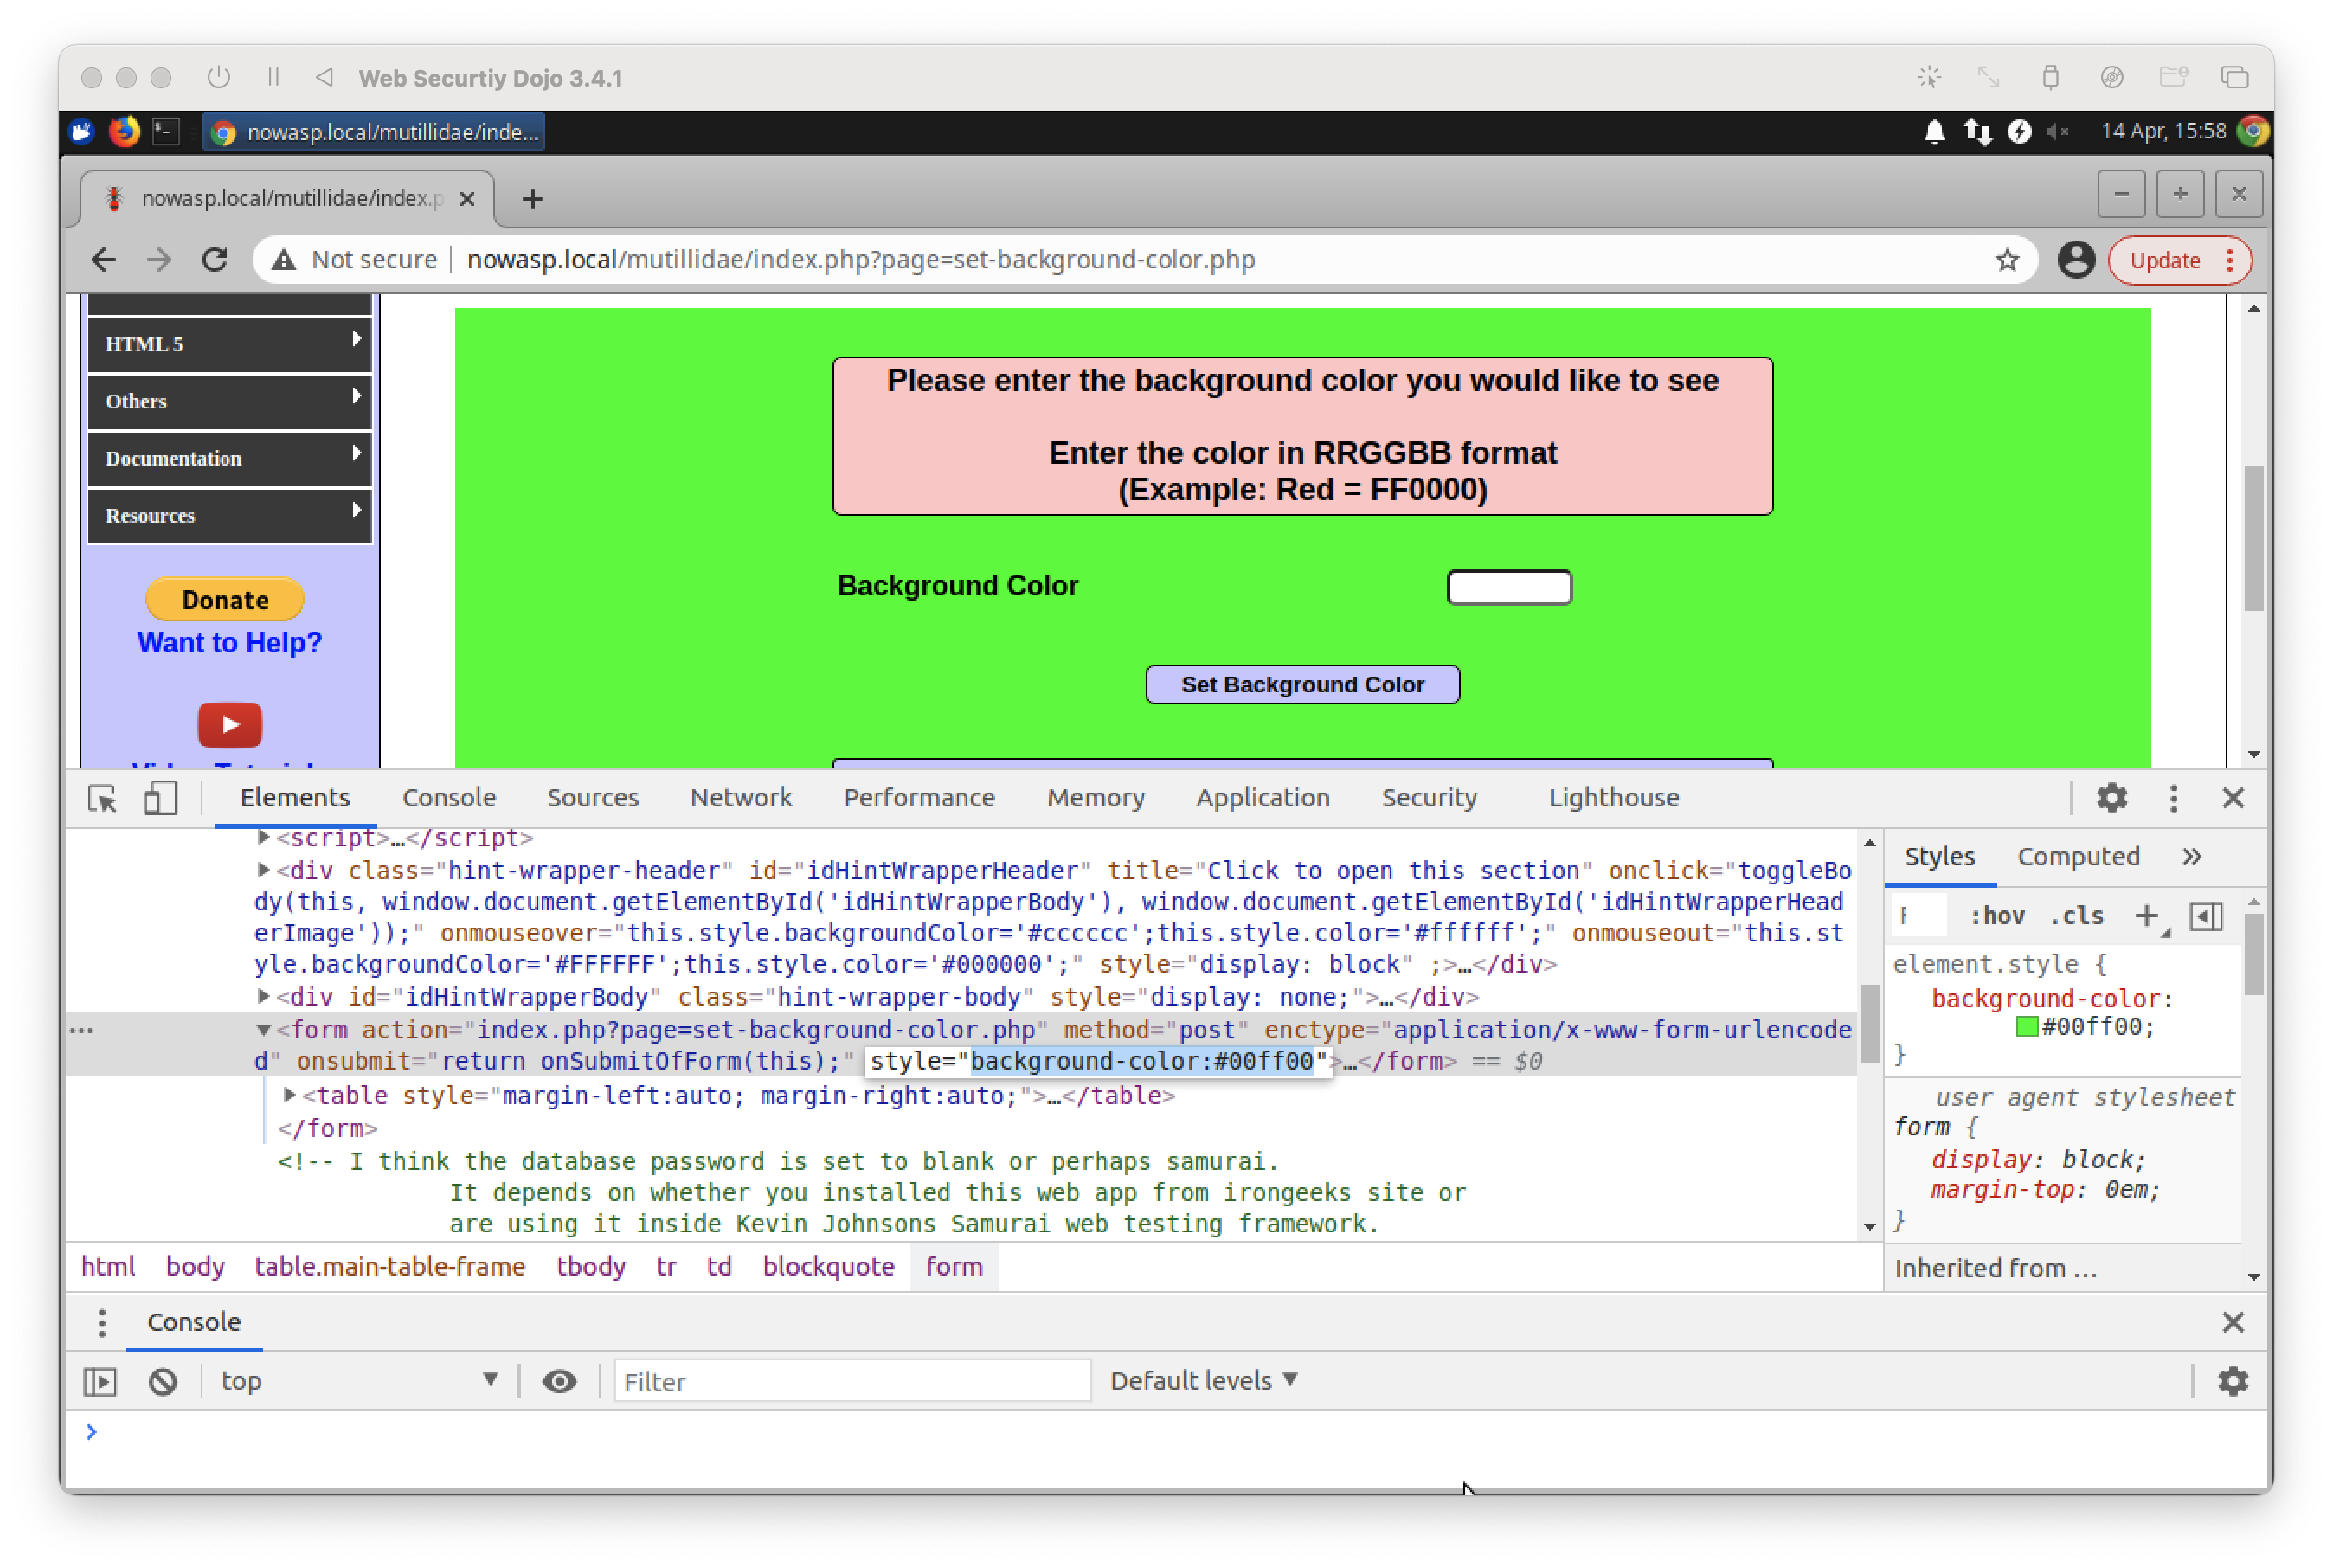 Web Securtiy Dojo 3.4.1
nowasp.local/mutillidae/inde...
14 Apr, 15:58
nowasp.local/mutillidae/index.p
Not secure
nowasp.local/mutillidae/index.php?page=set-background-color.php
Update
HTML 5
Others
Documentation
Resources
Donate
Want to Help?
Please enter the background color you would like to see
Enter the color in RRGGBB format
(Example: Red = FF0000)
Background Color
Set Background Color
Elements Console Sources Network Performance Memory Application Security Lighthouse
<script>…</script>
<div class="hint-wrapper-header" id="idHintWrapperHeader" title="Click to open this section" onclick="toggleBo
dy(this, window.document.getElementById('idHintWrapperBody'), window.document.getElementById('idHintWrapperHead
erImage'));" onmouseover="this.style.backgroundColor='#cccccc';this.style.color='#ffffff';" onmouseout="this.st
yle.backgroundColor='#FFFFFF';this.style.color='#000000';" style="display: block" ;>…</div>
<div id="idHintWrapperBody" class="hint-wrapper-body" style="display: none;">…</div>
<form action="index.php?page=set-background-color.php" method="post" enctype="application/x-www-form-urlencode
d" onsubmit="return onSubmitOfForm(this);" style="background-color:#00ff00">…</form> == $0
<table style="margin-left:auto; margin-right:auto;">…</table>
</form>
<!-- I think the database password is set to blank or perhaps samurai.
It depends on whether you installed this web app from irongeeks site or
are using it inside Kevin Johnsons Samurai web testing framework.
html body table.main-table-frame tbody tr td blockquote form
Styles Computed
:hov .cls
element.style {
background-color:
#00ff00;
}
user agent stylesheet
form {
display: block;
margin-top: 0em;
}
Inherited from ...
Console
top
Filter
Default levels